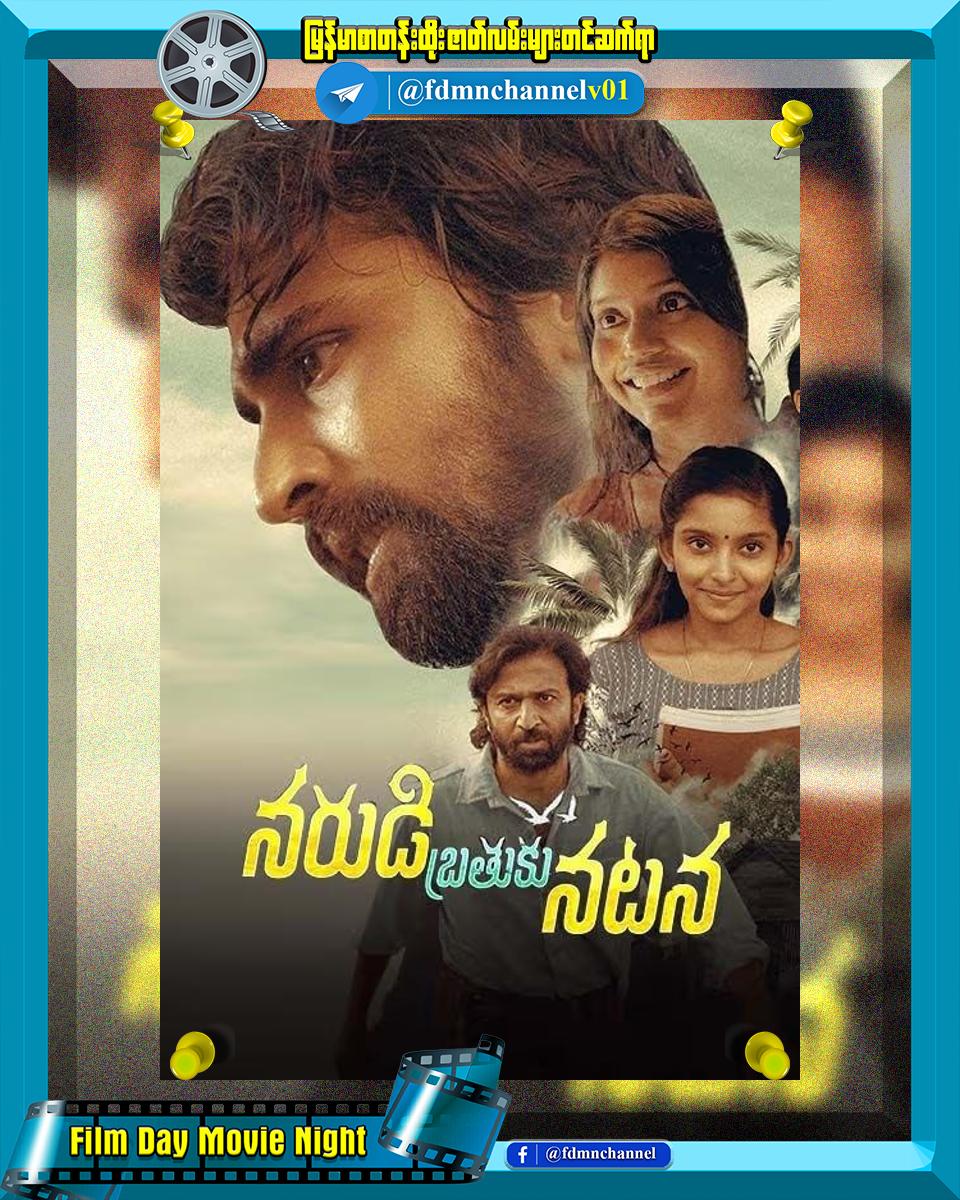 မြန်မာစာတန်းထိုးဇာတ်လမ်းများတင်ဆက်ရာ
@fdmnchannelv01
నరుడి
బ్రతుకు
నటన
Film Day Movie Night
f @fdmnchannel